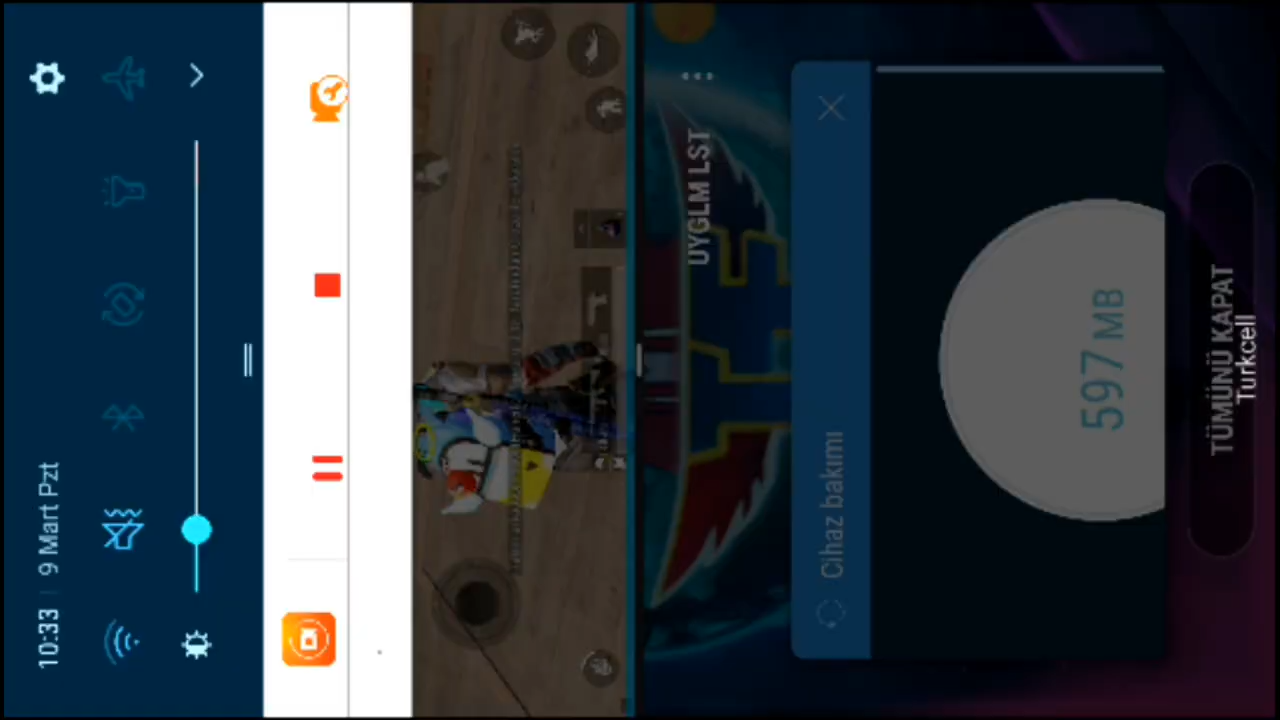 10:33 | 9 Mart Pzt
UYGLM LST
Cihaz bakımı
597 MB
TÜMÜNÜ KAPAT
Turkcell